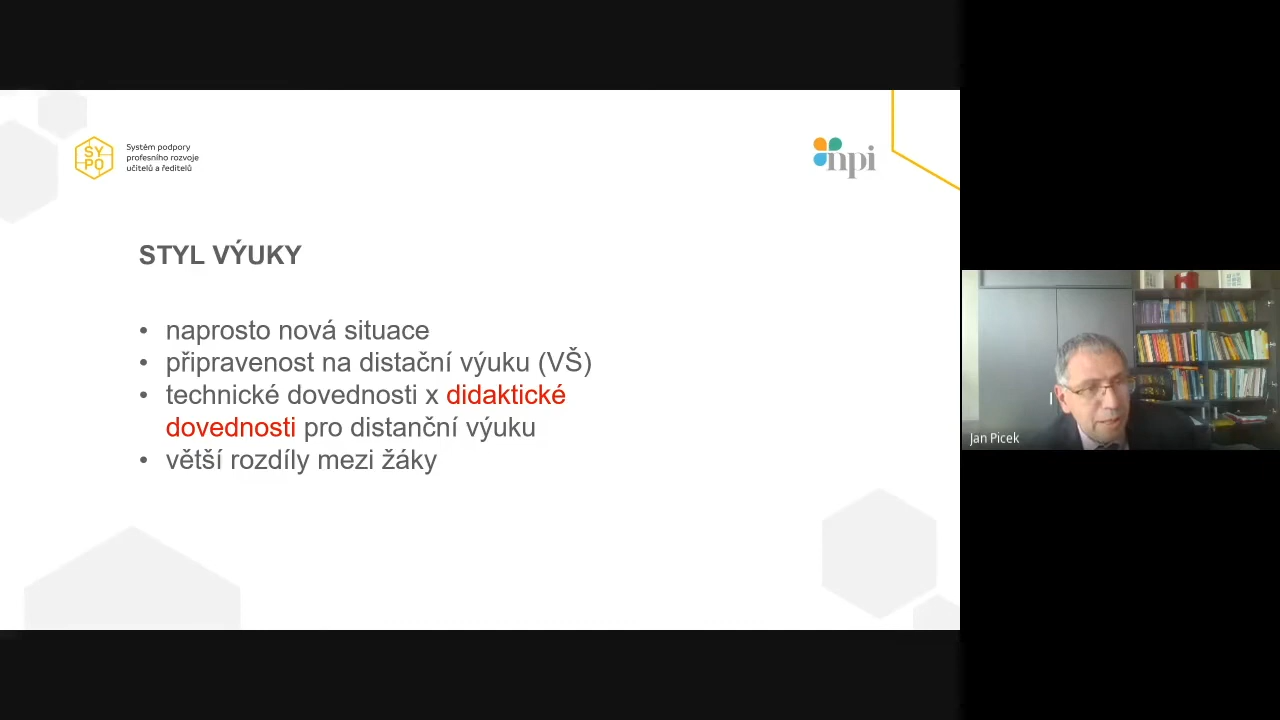 SY
PO
Systém podpory
profesního rozvoje
učitelů a ředitelů
npi
STYL VÝUKY
• naprosto nová situace
• připravenost na distační výuku (VŠ)
• technické dovednosti x didaktické
dovednosti pro distanční výuku
• větší rozdíly mezi žáky
Jan Picek